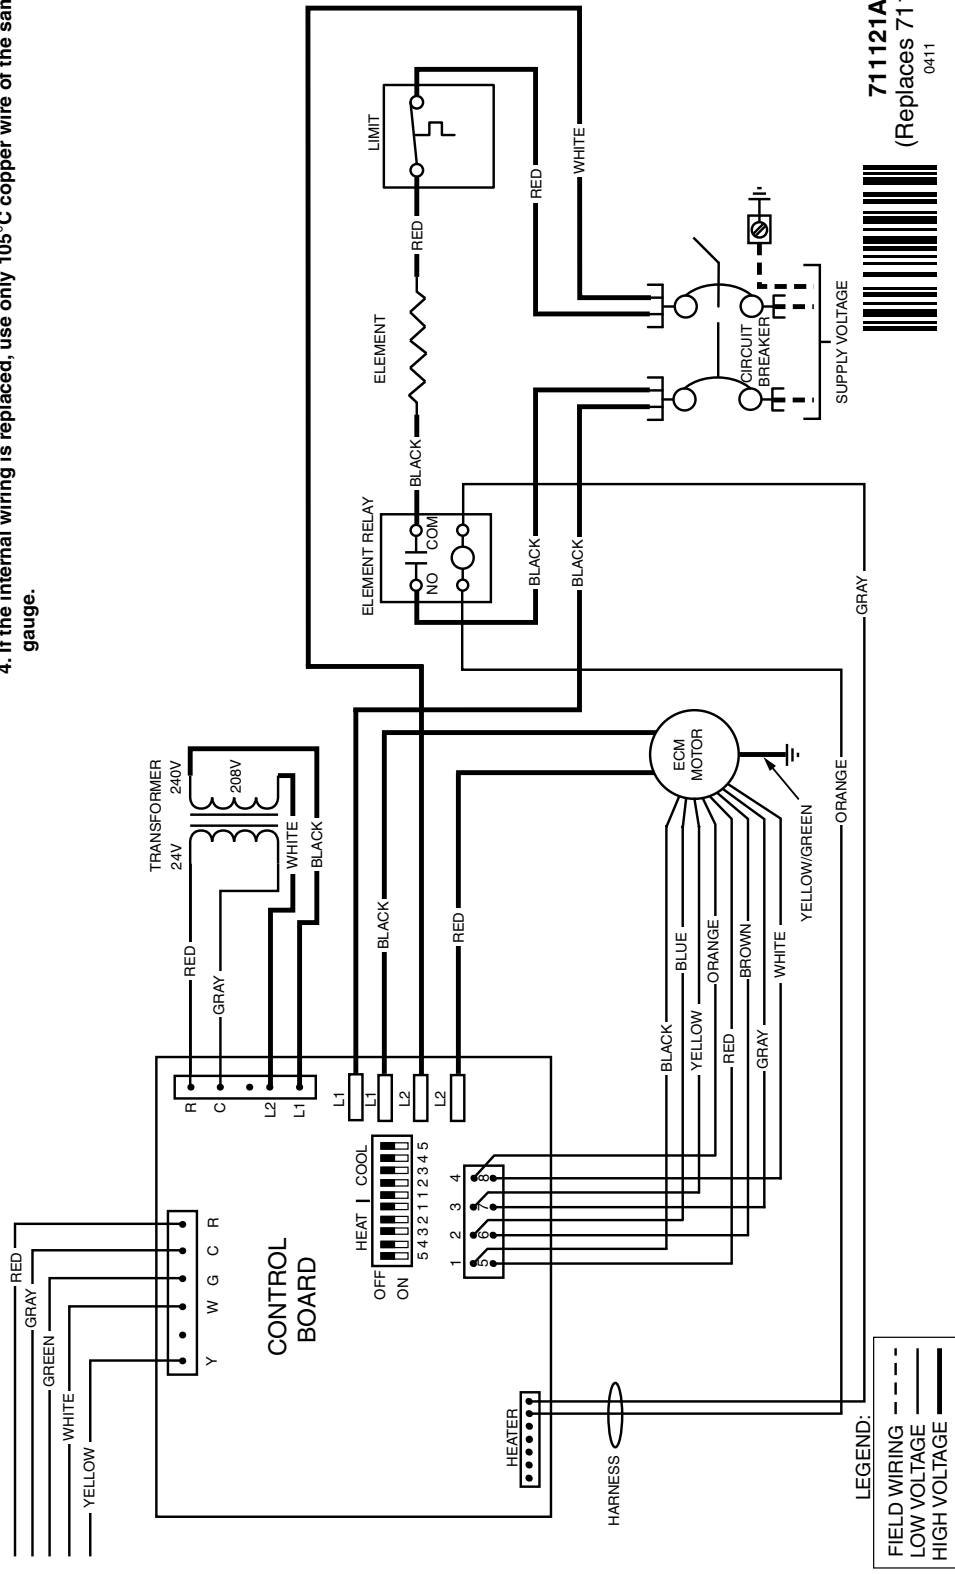 4. If the internal wiring is replaced, use only 105°C copper wire of the
gauge.
TRANSFORMER
24V
240V
208V
RED
GRAY
WHITE
BLACK
R
C
L2
L1
RED
GRAY
GREEN
WHITE
YELLOW
Y
W
G
C
R
CONTROL
BOARD
HEAT
COOL
OFF
ON
5 4 3 2 1 1 2 3 4 5
L1
L1
L2
L2
1 2 3 4
5 6 7 8
HEATER
HARNESS
BLACK
RED
BLACK
BLUE
YELLOW
ORANGE
RED
BROWN
GRAY
WHITE
ECM
MOTOR
YELLOW/GREEN
ORANGE
GRAY
ELEMENT RELAY
NO
COM
BLACK
ELEMENT
RED
LIMIT
BLACK
BLACK
RED
WHITE
CIRCUIT
BREAKER
SUPPLY VOLTAGE
LEGEND:
FIELD WIRING
LOW VOLTAGE
HIGH VOLTAGE
711121A
(Replaces
0411